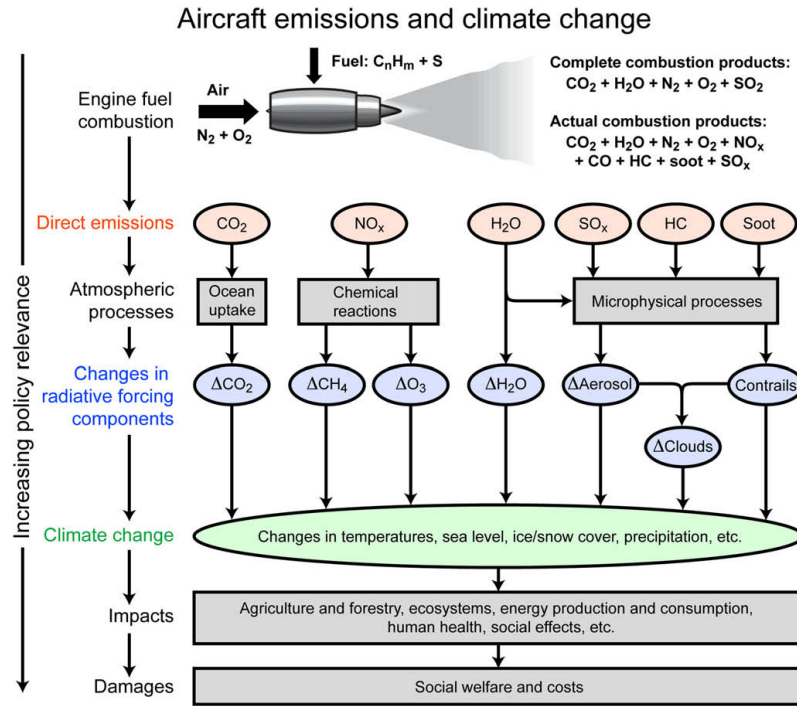 Aircraft emissions and climate change
Fuel: CₙHₘ + S
Air
N₂ + O₂
Complete combustion products:
CO₂ + H₂O + N₂ + O₂ + SO₂
Actual combustion products:
CO₂ + H₂O + N₂ + O₂ + NOₓ
+ CO + HC + soot + SOₓ
Increasing policy relevance
Engine fuel
combustion
Direct emissions
CO₂
NOₓ
H₂O
SOₓ
HC
Soot
Atmospheric
processes
Ocean
uptake
Chemical
reactions
Microphysical processes
Changes in
radiative forcing
components
ΔCO₂
ΔCH₄
ΔO₃
ΔH₂O
ΔAerosol
Contrails
ΔClouds
Climate change
Changes in temperatures, sea level, ice/snow cover, precipitation, etc.
Impacts
Agriculture and forestry, ecosystems, energy production and consumption,
human health, social effects, etc.
Damages
Social welfare and costs